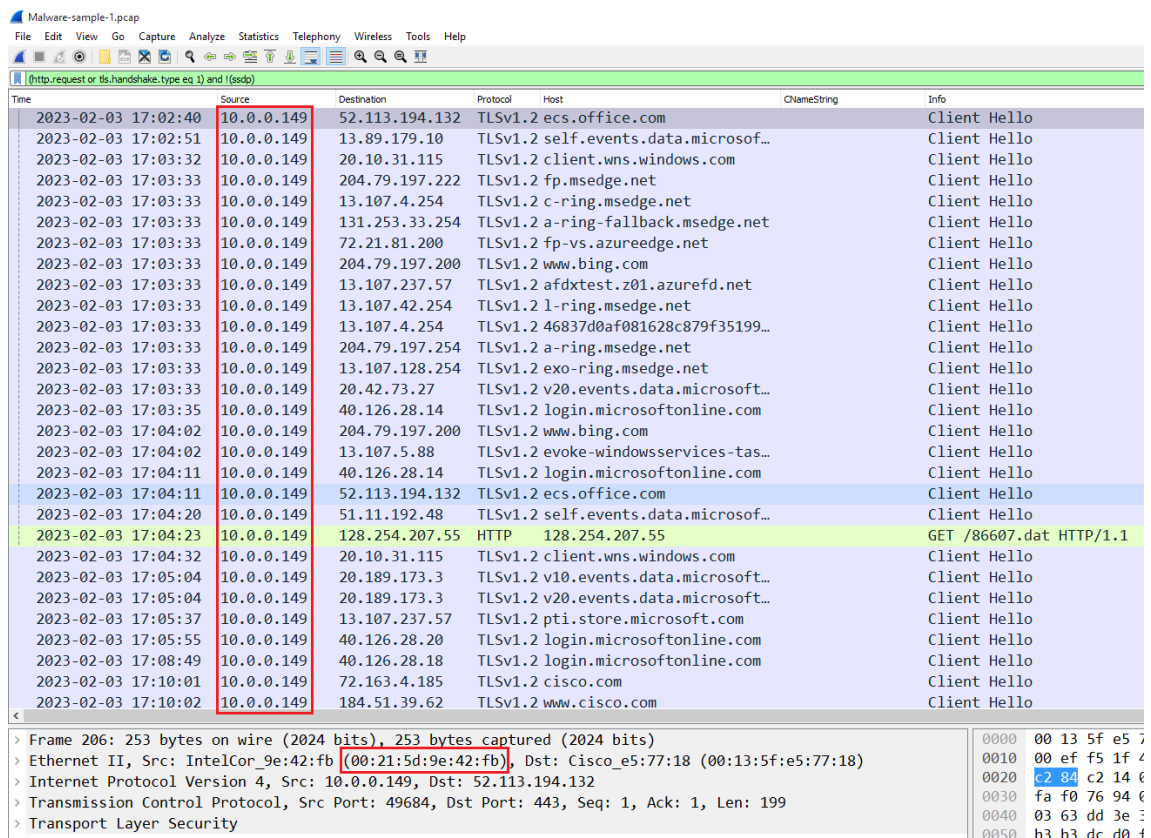 Malware-sample-1.pcap
File Edit View Go Capture Analyze Statistics Telephony Wireless Tools Help
(http.request or tls.handshake.type eq 1) and !(ssdp)
Time Source Destination Protocol Host CNameString Info
2023-02-03 17:02:40 10.0.0.149 52.113.194.132 TLSv1.2 ecs.office.com Client Hello
2023-02-03 17:02:51 10.0.0.149 13.89.179.10 TLSv1.2 self.events.data.microsof… Client Hello
2023-02-03 17:03:32 10.0.0.149 20.10.31.115 TLSv1.2 client.wns.windows.com Client Hello
2023-02-03 17:03:33 10.0.0.149 204.79.197.222 TLSv1.2 fp.msedge.net Client Hello
2023-02-03 17:03:33 10.0.0.149 13.107.4.254 TLSv1.2 c-ring.msedge.net Client Hello
2023-02-03 17:03:33 10.0.0.149 131.253.33.254 TLSv1.2 a-ring-fallback.msedge.net Client Hello
2023-02-03 17:03:33 10.0.0.149 72.21.81.200 TLSv1.2 fp-vs.azureedge.net Client Hello
2023-02-03 17:03:33 10.0.0.149 204.79.197.200 TLSv1.2 www.bing.com Client Hello
2023-02-03 17:03:33 10.0.0.149 13.107.237.57 TLSv1.2 afdxtest.z01.azurefd.net Client Hello
2023-02-03 17:03:33 10.0.0.149 13.107.42.254 TLSv1.2 l-ring.msedge.net Client Hello
2023-02-03 17:03:33 10.0.0.149 13.107.4.254 TLSv1.2 46837d0af081628c879f35199… Client Hello
2023-02-03 17:03:33 10.0.0.149 204.79.197.254 TLSv1.2 a-ring.msedge.net Client Hello
2023-02-03 17:03:33 10.0.0.149 13.107.128.254 TLSv1.2 exo-ring.msedge.net Client Hello
2023-02-03 17:03:33 10.0.0.149 20.42.73.27 TLSv1.2 v20.events.data.microsoft… Client Hello
2023-02-03 17:03:35 10.0.0.149 40.126.28.14 TLSv1.2 login.microsoftonline.com Client Hello
2023-02-03 17:04:02 10.0.0.149 204.79.197.200 TLSv1.2 www.bing.com Client Hello
2023-02-03 17:04:02 10.0.0.149 13.107.5.88 TLSv1.2 evoke-windowsservices-tas… Client Hello
2023-02-03 17:04:11 10.0.0.149 40.126.28.14 TLSv1.2 login.microsoftonline.com Client Hello
2023-02-03 17:04:11 10.0.0.149 52.113.194.132 TLSv1.2 ecs.office.com Client Hello
2023-02-03 17:04:20 10.0.0.149 51.11.192.48 TLSv1.2 self.events.data.microsof… Client Hello
2023-02-03 17:04:23 10.0.0.149 128.254.207.55 HTTP 128.254.207.55 GET /86607.dat HTTP/1.1
2023-02-03 17:04:32 10.0.0.149 20.10.31.115 TLSv1.2 client.wns.windows.com Client Hello
2023-02-03 17:05:04 10.0.0.149 20.189.173.3 TLSv1.2 v10.events.data.microsoft… Client Hello
2023-02-03 17:05:04 10.0.0.149 20.189.173.3 TLSv1.2 v20.events.data.microsoft… Client Hello
2023-02-03 17:05:37 10.0.0.149 13.107.237.57 TLSv1.2 pti.store.microsoft.com Client Hello
2023-02-03 17:05:55 10.0.0.149 40.126.28.20 TLSv1.2 login.microsoftonline.com Client Hello
2023-02-03 17:08:49 10.0.0.149 40.126.28.18 TLSv1.2 login.microsoftonline.com Client Hello
2023-02-03 17:10:01 10.0.0.149 72.163.4.185 TLSv1.2 cisco.com Client Hello
2023-02-03 17:10:02 10.0.0.149 184.51.39.62 TLSv1.2 www.cisco.com Client Hello
> Frame 206: 253 bytes on wire (2024 bits), 253 bytes captured (2024 bits)
> Ethernet II, Src: IntelCor_9e:42:fb (00:21:5d:9e:42:fb), Dst: Cisco_e5:77:18 (00:13:5f:e5:77:18)
> Internet Protocol Version 4, Src: 10.0.0.149, Dst: 52.113.194.132
> Transmission Control Protocol, Src Port: 49684, Dst Port: 443, Seq: 1, Ack: 1, Len: 199
> Transport Layer Security
0000 00 13 5f e5
0010 00 ef f5 1f
0020 c2 84 c2 14
0030 fa f0 76 94
0040 03 63 dd 3e
0050 b3 b3 dc d0